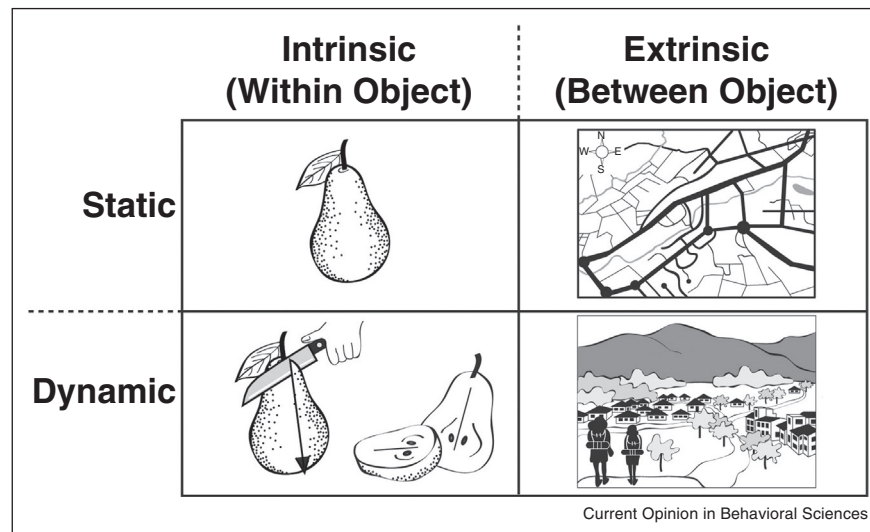 Intrinsic
(Within Object)
Extrinsic
(Between Object)
Static
N
W E
S
Dynamic
Current Opinion in Behavioral Sciences